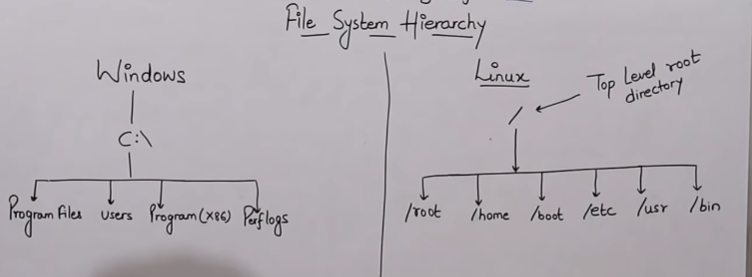 File System Hierarchy
Windows
C:\
Program Files Users Program (X86) Perflogs
Linux
/
Top Level root
directory
/root /home /boot /etc /usr /bin